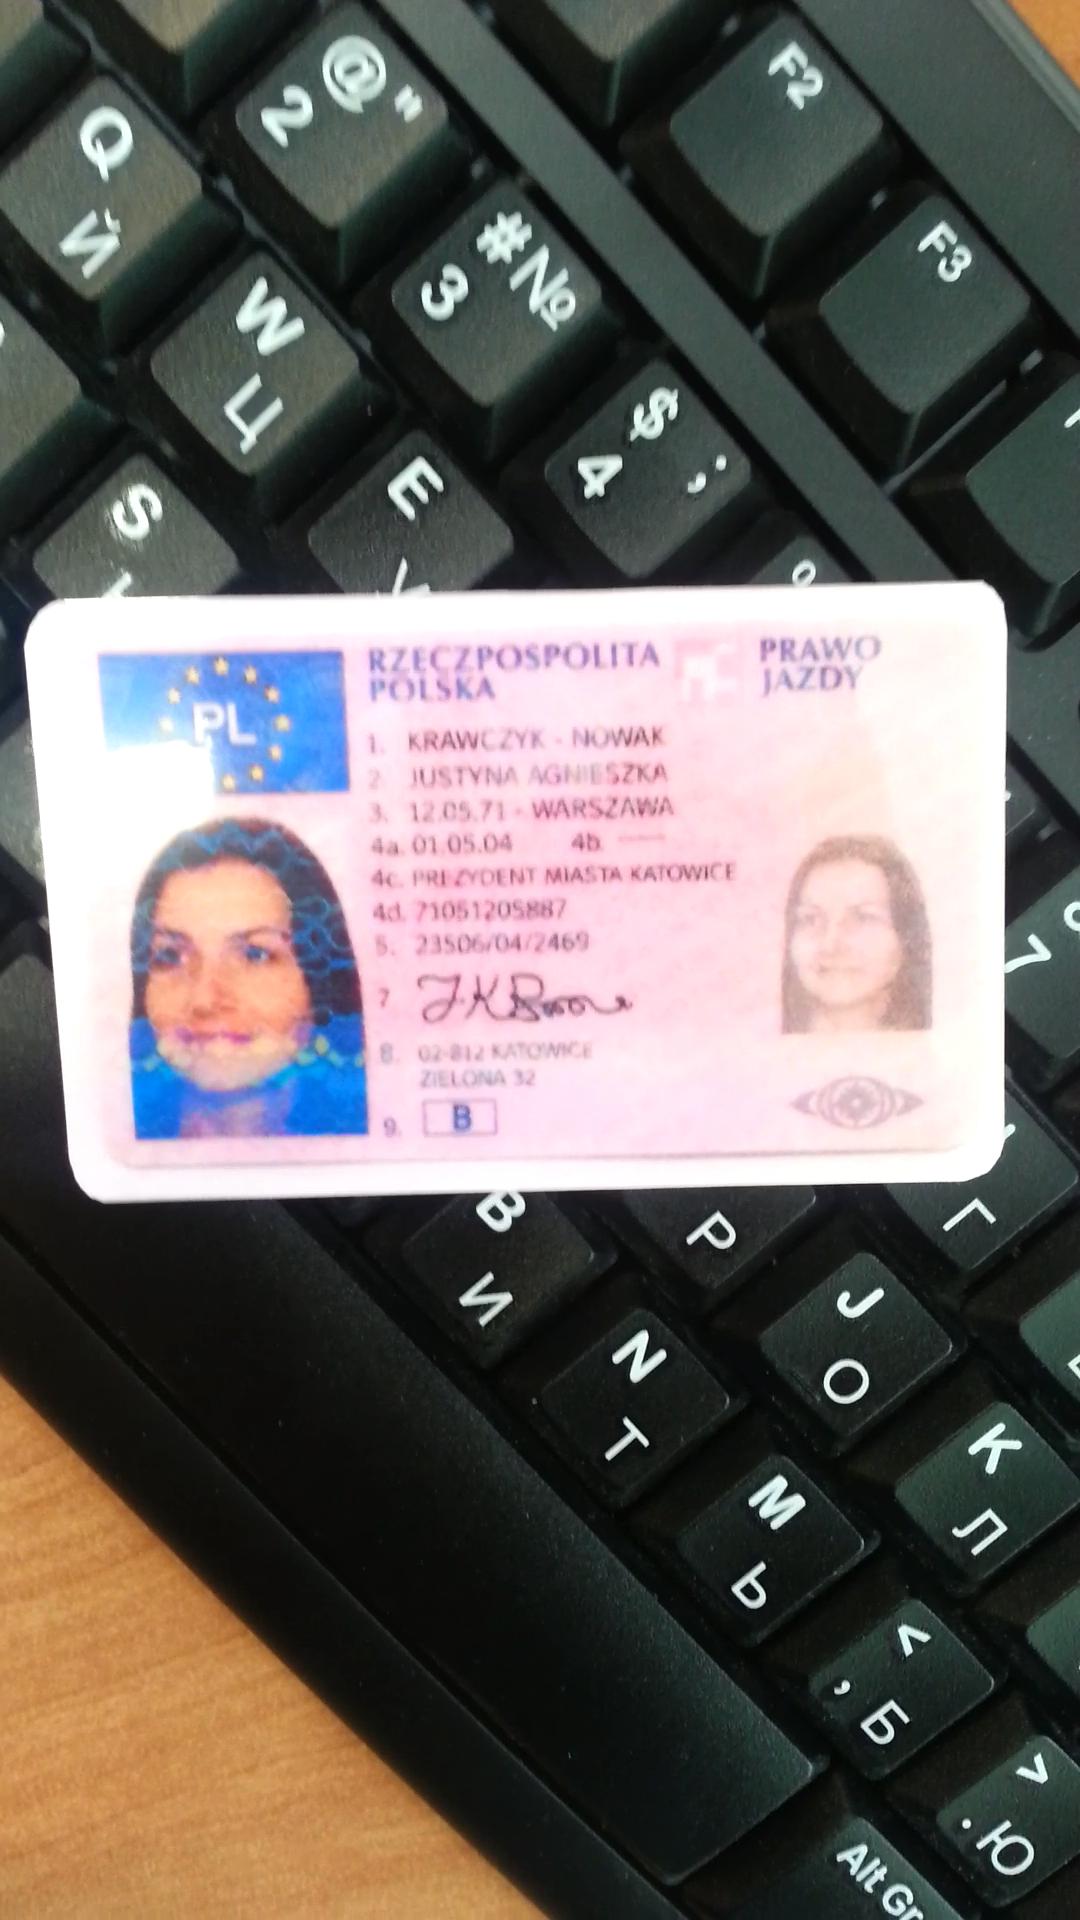 @
2 "
F2
Q
Й
#№
3
F3
W
Ц
$
4 ;
E
S
PL
RZECZPOSPOLITA
POLSKA
PRAWO
JAZDY
1. KRAWCZYK - NOWAK
2. JUSTYNA AGNIESZKA
3. 12.05.71 - WARSZAWA
4a. 01.05.04 4b. —
4c. PREZYDENT MIASTA KATOWICE
4d. 71051205887
5. 23506/04/2469
7
8. 02-812 KATOWICE
ZIELONA 32
9. B
7
B
И
P
Г
J
О
N
Т
K
Л
M
Ь
<
, Б
>
. Ю
Alt Gr